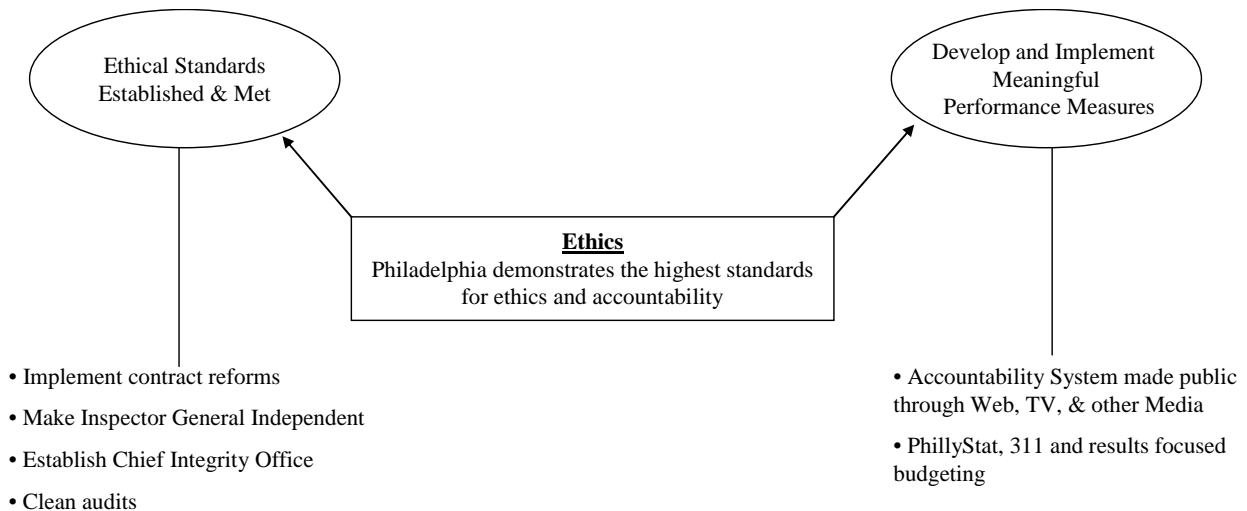 Ethical Standards
Established & Met
Develop and Implement
Meaningful
Performance Measures
Ethics
Philadelphia demonstrates the highest standards
for ethics and accountability
• Implement contract reforms
• Make Inspector General Independent
• Establish Chief Integrity Office
• Clean audits
• Accountability System made public
through Web, TV, & other Media
• PhillyStat, 311 and results focused
budgeting